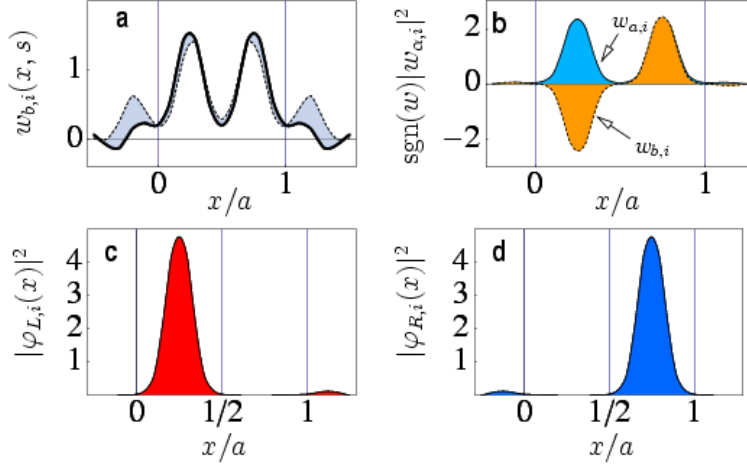 a
w_{b,i}(x, s)
1
0
0
1
x/a
b
sgn(w)|w_{α,i}|^2
2
0
−2
w_{a,i}
w_{b,i}
0
1
x/a
c
|φ_{L,i}(x)|^2
4
3
2
1
0
1/2
1
x/a
d
|φ_{R,i}(x)|^2
4
3
2
1
0
1/2
1
x/a